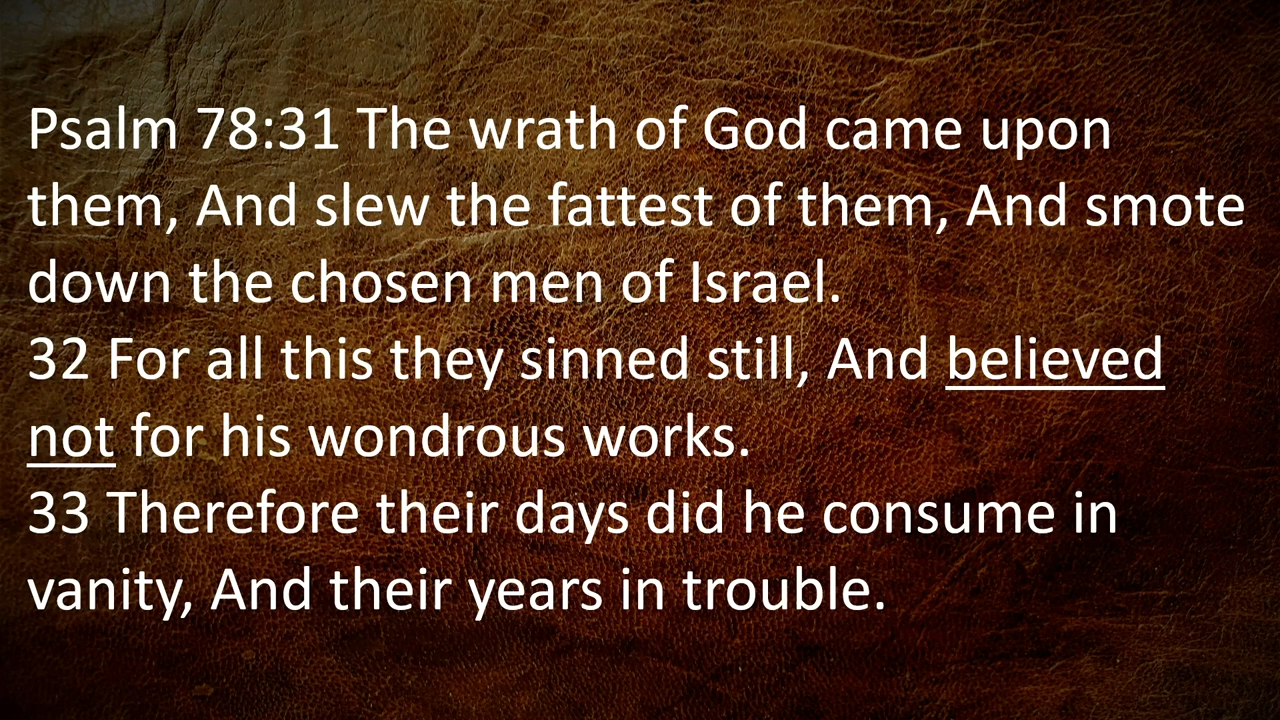 Psalm 78:31 The wrath of God came upon
them, And slew the fattest of them, And smote
down the chosen men of Israel.
32 For all this they sinned still, And believed
not for his wondrous works.
33 Therefore their days did he consume in
vanity, And their years in trouble.